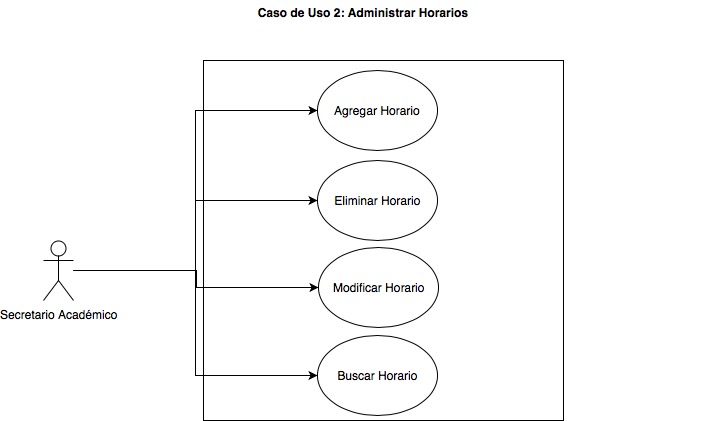 Caso de Uso 2: Administrar Horarios
Agregar Horario
Eliminar Horario
Modificar Horario
Buscar Horario
Secretario Académico